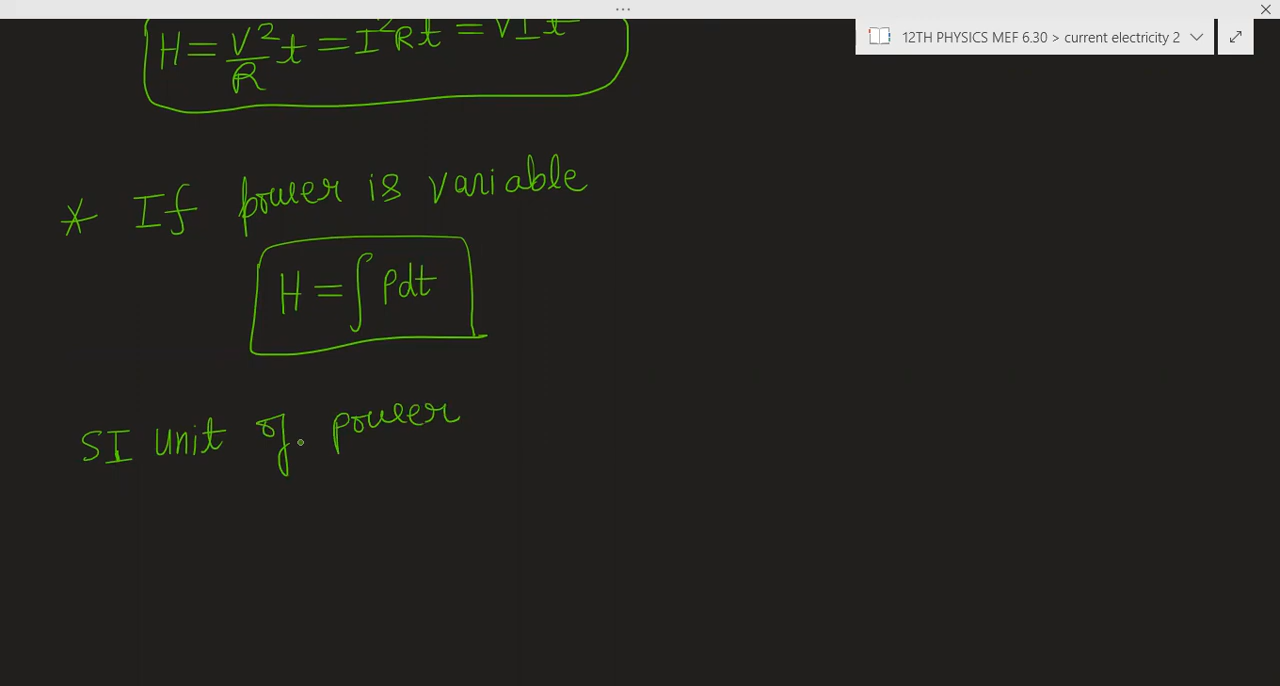 ...
12TH PHYSICS MEF 6.30 > current electricity 2
H = V²/R t = I²Rt = VIt
* If power is variable
H = ∫ Pdt
SI unit of power